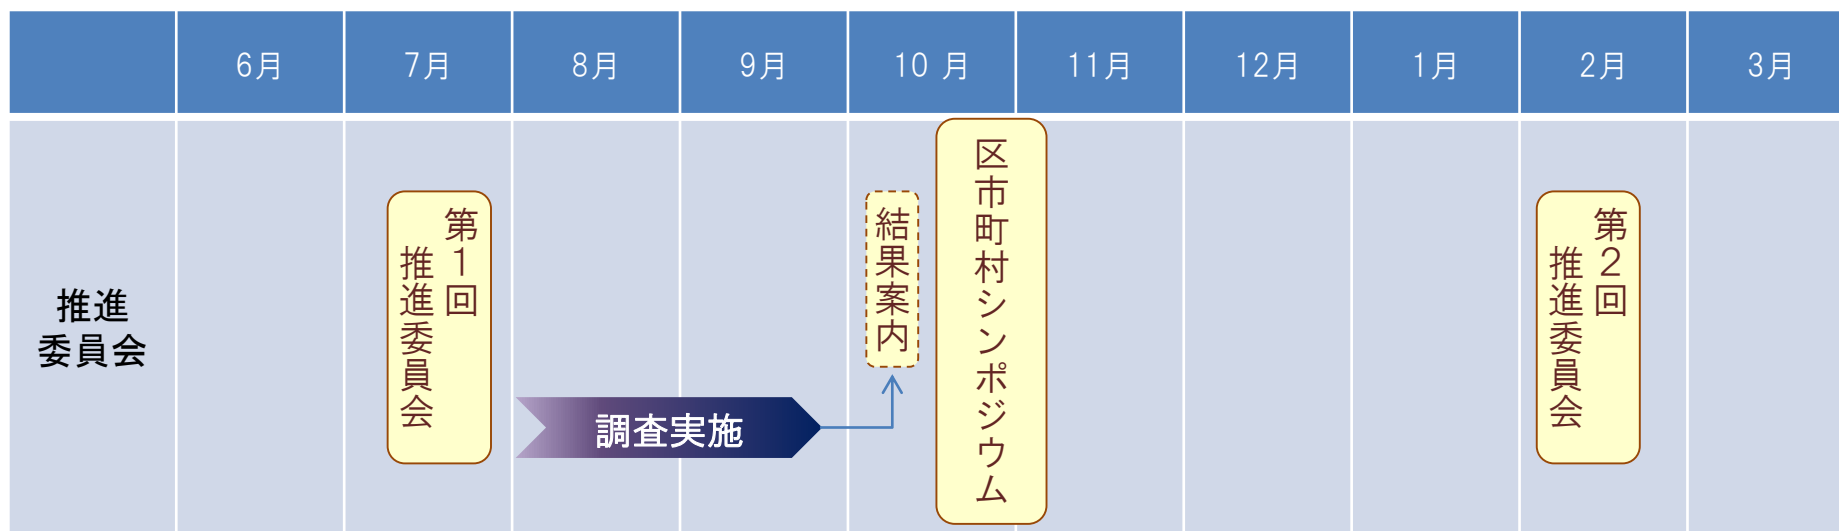 6月
7月
8月
9月
10 月
11月
12月
1月
2月
3月
推進
委員会
第1回
推進委員会
調査実施
結果案内
区市町村シンポジウム
第2回
推進委員会